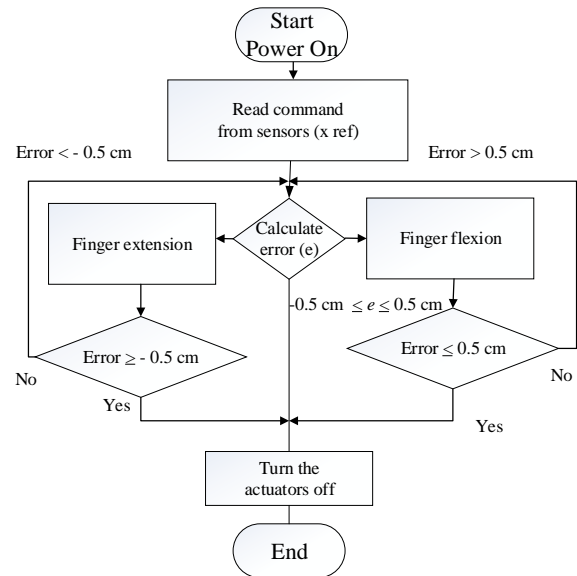 Start
Power On
Read command
from sensors (x ref)
Error < - 0.5 cm
Error > 0.5 cm
Calculate
error (e)
Finger extension
Finger flexion
-0.5 cm ≤ e ≤ 0.5 cm
Error ≥ - 0.5 cm
Error ≤ 0.5 cm
No
No
Yes
Yes
Turn the
actuators off
End